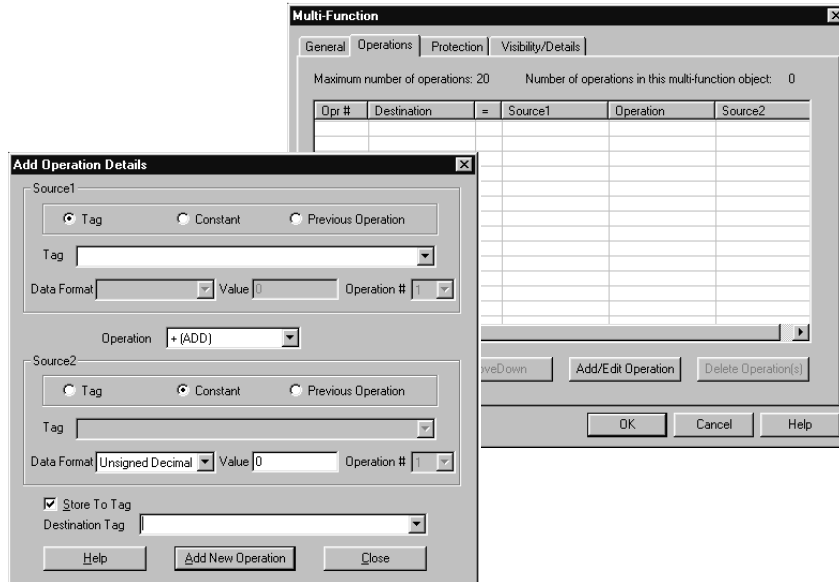 Multi-Function
General Operations Protection Visibility/Details
Maximum number of operations: 20 Number of operations in this multi-function object: 0
Opr # Destination = Source1 Operation Source2
Add/Edit Operation Delete Operation(s)
OK Cancel Help
Add Operation Details
Source1
Tag Constant Previous Operation
Tag
Data Format Value 0 Operation # 1
Operation + (ADD)
Source2
Tag Constant Previous Operation
Tag
Data Format Unsigned Decimal Value 0 Operation # 1
Store To Tag
Destination Tag
Help Add New Operation Close